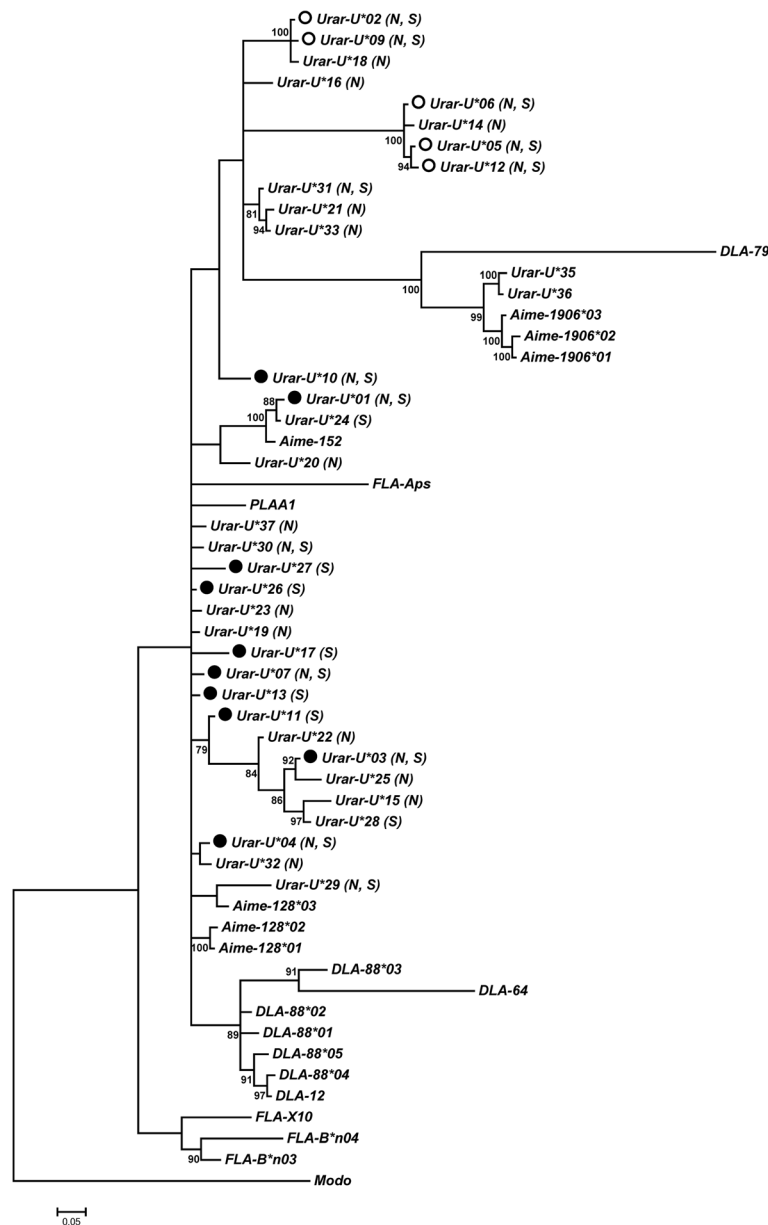 Urar-U*02 (N, S)
100
Urar-U*09 (N, S)
Urar-U*18 (N)
Urar-U*16 (N)
Urar-U*06 (N, S)
Urar-U*14 (N)
100
Urar-U*05 (N, S)
94
Urar-U*12 (N, S)
Urar-U*31 (N, S)
81
Urar-U*21 (N)
94
Urar-U*33 (N)
DLA-79
100
Urar-U*35
100
Urar-U*36
99
Aime-1906*03
100
Aime-1906*02
100
Aime-1906*01
Urar-U*10 (N, S)
88
Urar-U*01 (N, S)
100
Urar-U*24 (S)
Aime-152
Urar-U*20 (N)
FLA-Aps
PLAA1
Urar-U*37 (N)
Urar-U*30 (N, S)
Urar-U*27 (S)
Urar-U*26 (S)
Urar-U*23 (N)
Urar-U*19 (N)
Urar-U*17 (S)
Urar-U*07 (N, S)
Urar-U*13 (S)
Urar-U*11 (S)
79
Urar-U*22 (N)
84
92
Urar-U*03 (N, S)
Urar-U*25 (N)
86
Urar-U*15 (N)
97
Urar-U*28 (S)
Urar-U*04 (N, S)
Urar-U*32 (N)
Urar-U*29 (N, S)
Aime-128*03
Aime-128*02
100
Aime-128*01
91
DLA-88*03
DLA-64
DLA-88*02
89
DLA-88*01
DLA-88*05
91
DLA-88*04
97
DLA-12
FLA-X10
FLA-B*n04
90
FLA-B*n03
Modo
0.05